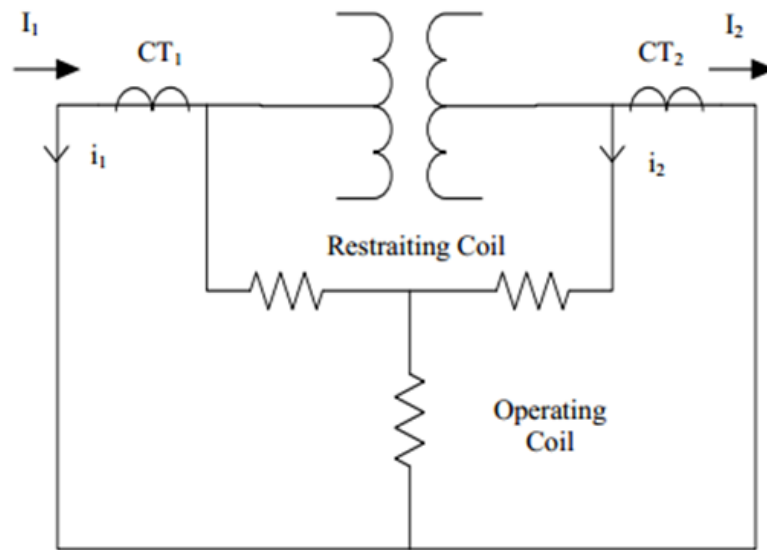 I₁
I₂
CT₁
CT₂
i₁
i₂
Restraiting Coil
Operating
Coil